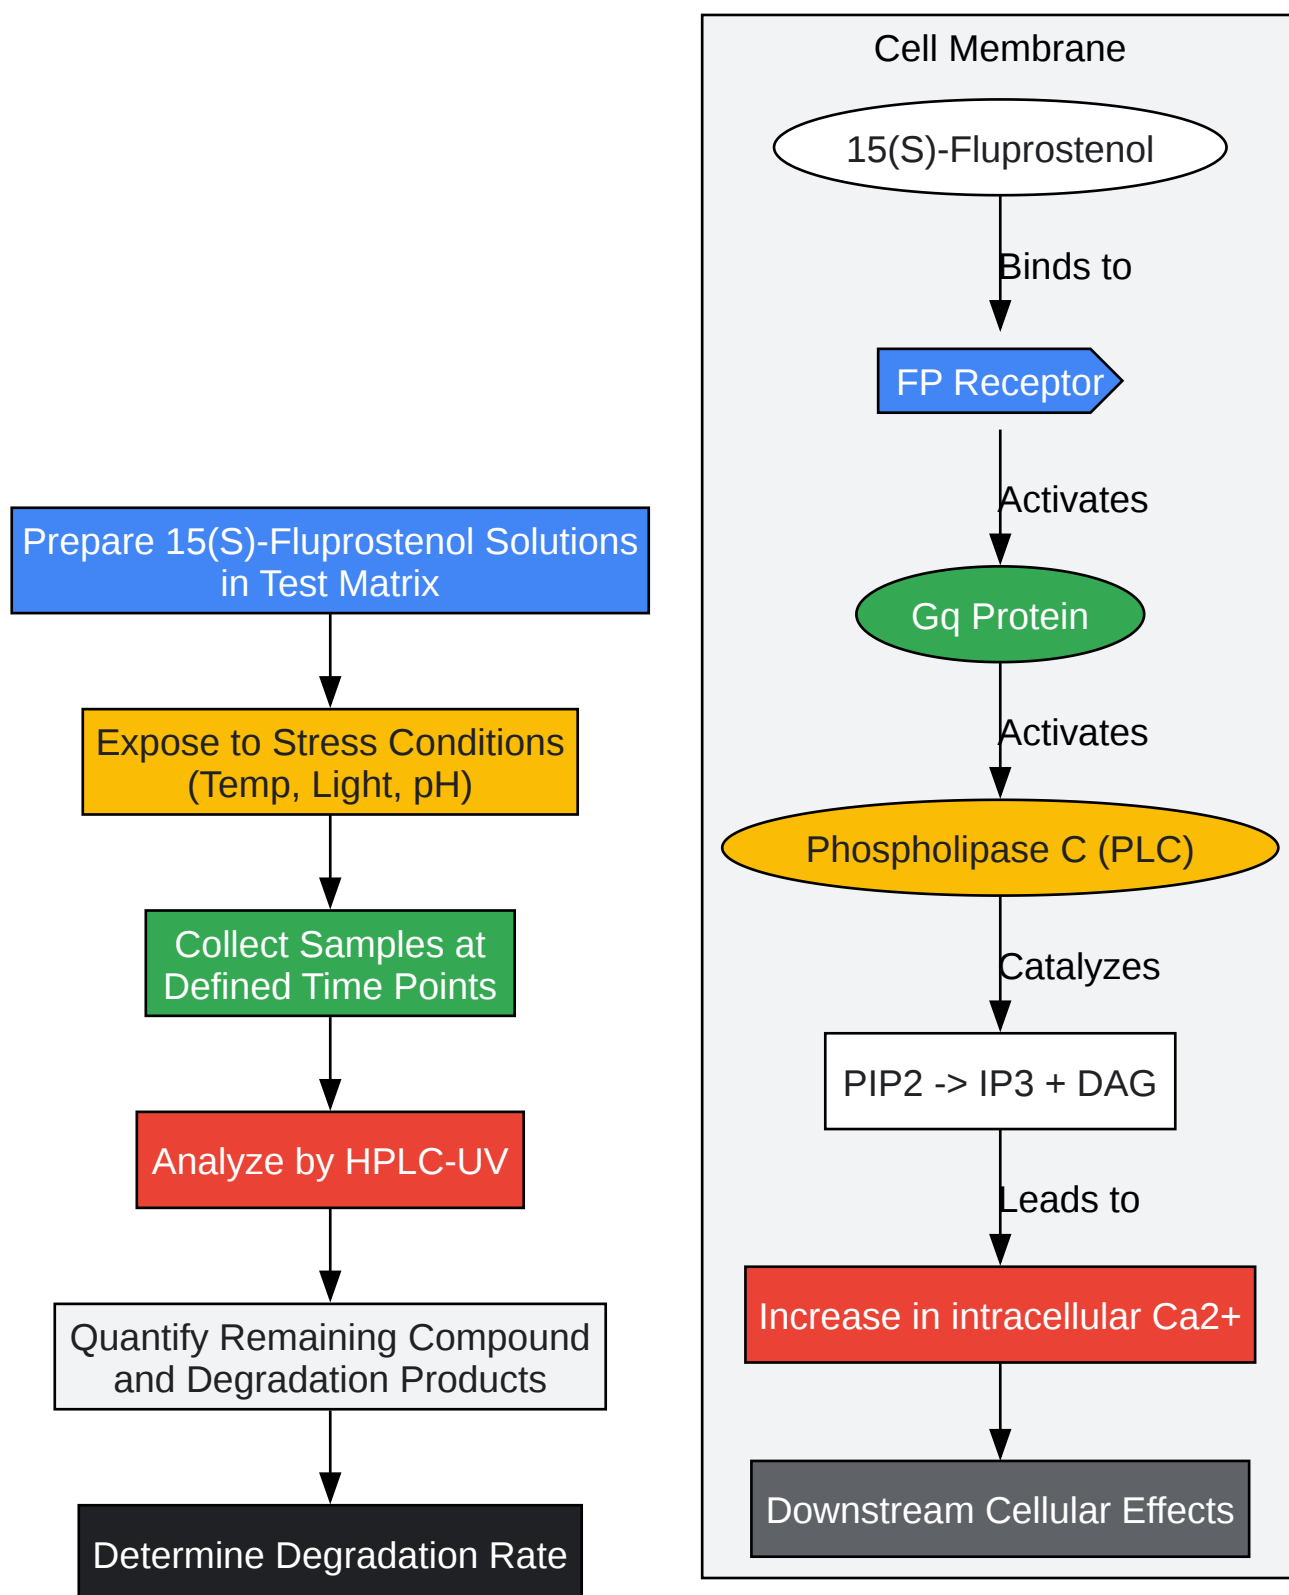 Prepare 15(S)-Fluprostenol Solutions
in Test Matrix
Expose to Stress Conditions
(Temp, Light, pH)
Collect Samples at
Defined Time Points
Analyze by HPLC-UV
Quantify Remaining Compound
and Degradation Products
Determine Degradation Rate
Cell Membrane
15(S)-Fluprostenol
Binds to
FP Receptor
Activates
Gq Protein
Activates
Phospholipase C (PLC)
Catalyzes
PIP2 -> IP3 + DAG
Leads to
Increase in intracellular Ca2+
Downstream Cellular Effects